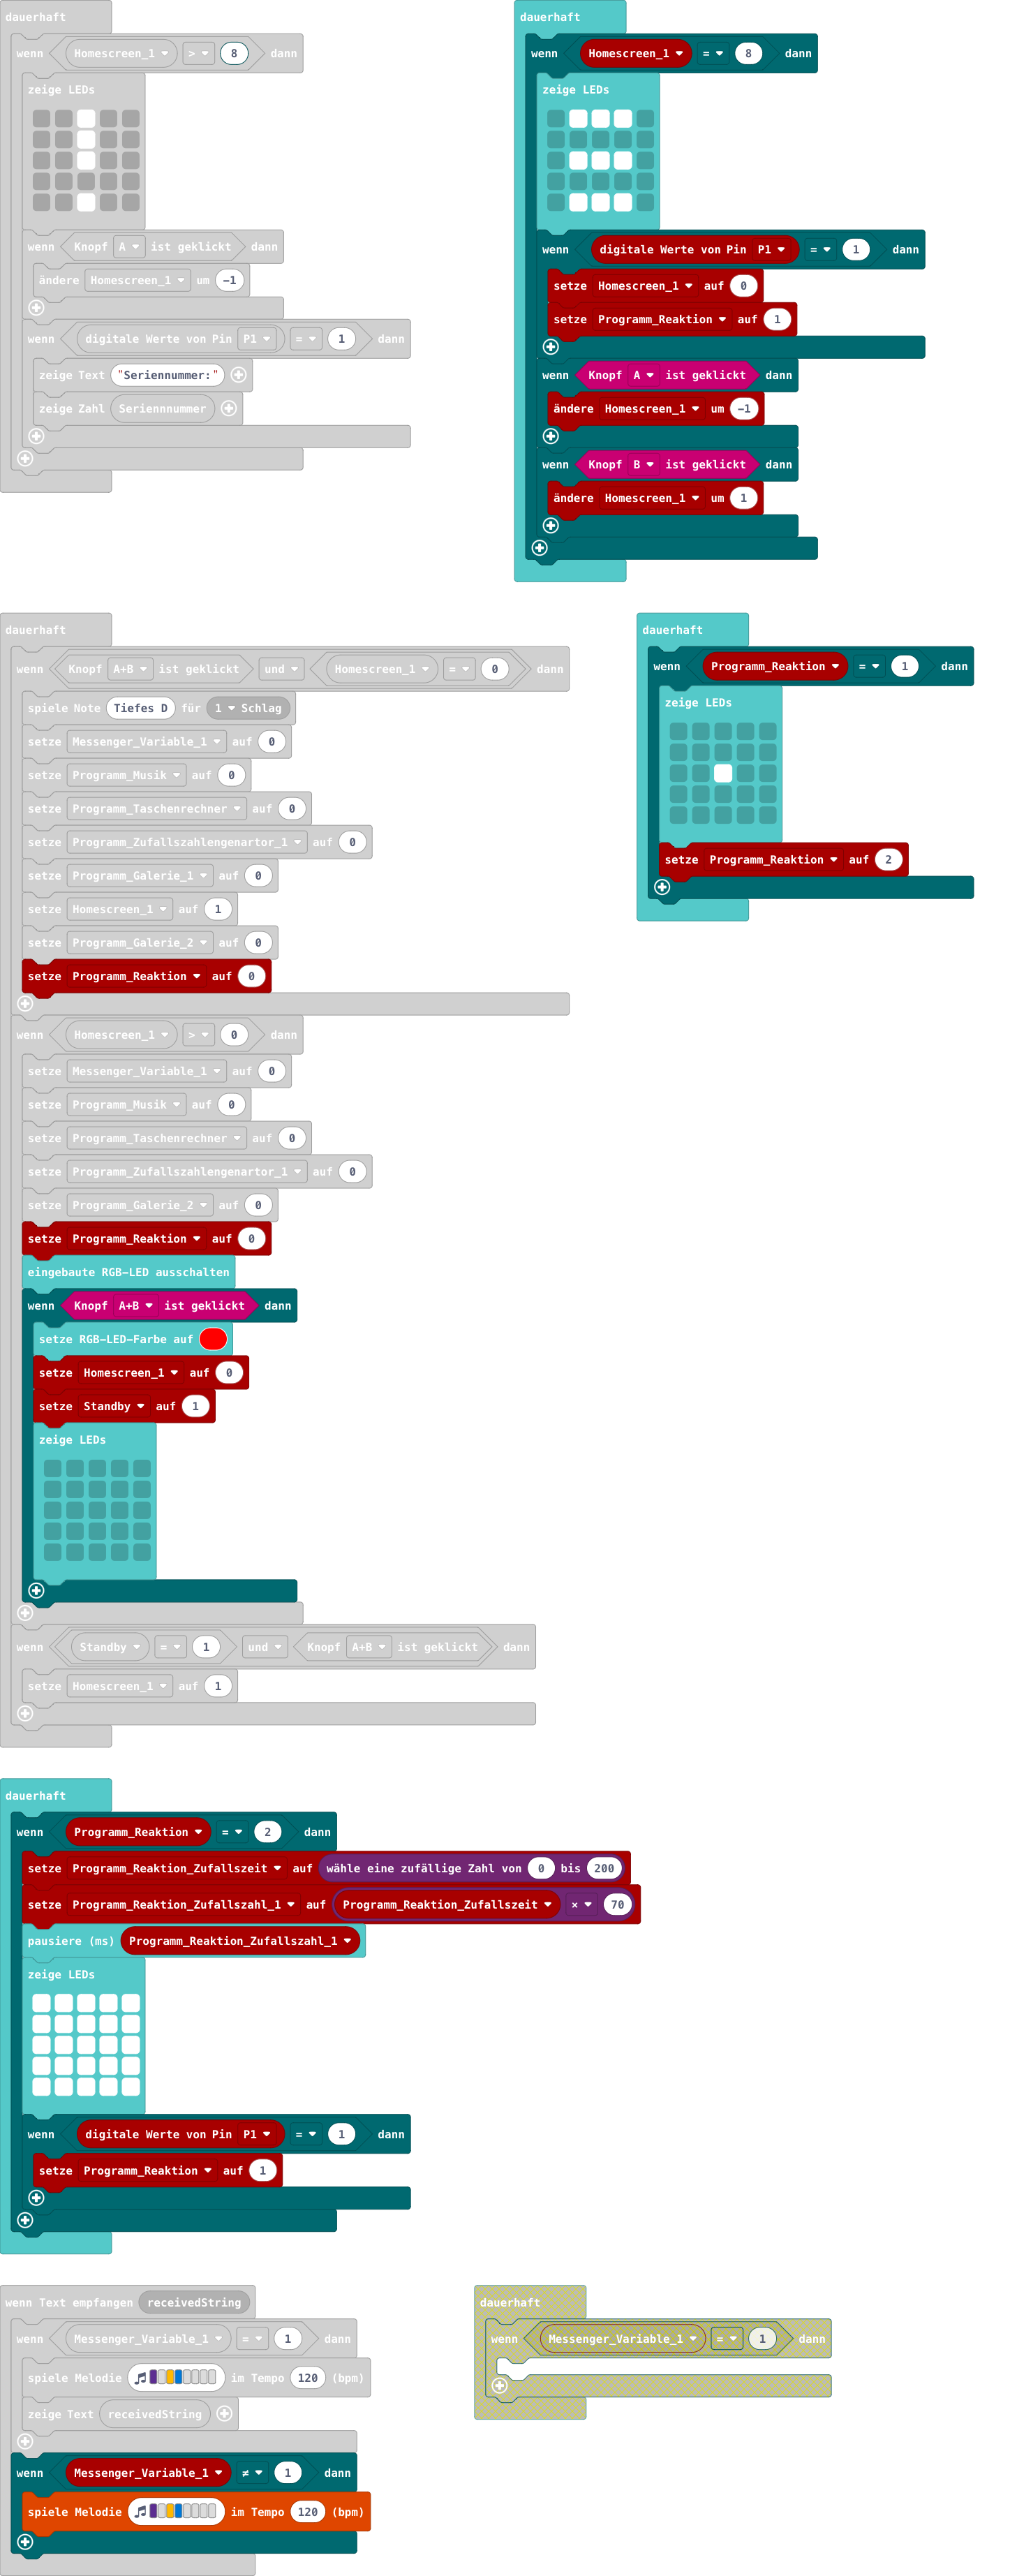 dauerhaft
wenn Homescreen_1 > 8 dann
zeige LEDs
wenn Knopf A ist geklickt dann
ändere Homescreen_1 um -1
wenn digitale Werte von Pin P1 = 1 dann
zeige Text "Seriennummer:"
zeige Zahl Seriennnummer
dauerhaft
wenn Homescreen_1 = 8 dann
zeige LEDs
wenn digitale Werte von Pin P1 = 1 dann
setze Homescreen_1 auf 0
setze Programm_Reaktion auf 1
wenn Knopf A ist geklickt dann
ändere Homescreen_1 um -1
wenn Knopf B ist geklickt dann
ändere Homescreen_1 um 1
dauerhaft
wenn Knopf A+B ist geklickt und Homescreen_1 = 0 dann
spiele Note Tiefes D für 1 Schlag
setze Messenger_Variable_1 auf 0
setze Programm_Musik auf 0
setze Programm_Taschenrechner auf 0
setze Programm_Zufallszahlengenartor_1 auf 0
setze Programm_Galerie_1 auf 0
setze Homescreen_1 auf 1
setze Programm_Galerie_2 auf 0
setze Programm_Reaktion auf 0
wenn Homescreen_1 > 0 dann
setze Messenger_Variable_1 auf 0
setze Programm_Musik auf 0
setze Programm_Taschenrechner auf 0
setze Programm_Zufallszahlengenartor_1 auf 0
setze Programm_Galerie_2 auf 0
setze Programm_Reaktion auf 0
eingebaute RGB-LED ausschalten
wenn Knopf A+B ist geklickt dann
setze RGB-LED-Farbe auf
setze Homescreen_1 auf 0
setze Standby auf 1
zeige LEDs
wenn Standby = 1 und Knopf A+B ist geklickt dann
setze Homescreen_1 auf 1
dauerhaft
wenn Programm_Reaktion = 1 dann
zeige LEDs
setze Programm_Reaktion auf 2
dauerhaft
wenn Programm_Reaktion = 2 dann
setze Programm_Reaktion_Zufallszeit auf wähle eine zufällige Zahl von 0 bis 200
setze Programm_Reaktion_Zufallszahl_1 auf Programm_Reaktion_Zufallszeit × 70
pausiere (ms) Programm_Reaktion_Zufallszahl_1
zeige LEDs
wenn digitale Werte von Pin P1 = 1 dann
setze Programm_Reaktion auf 1
wenn Text empfangen receivedString
wenn Messenger_Variable_1 = 1 dann
spiele Melodie im Tempo 120 (bpm)
zeige Text receivedString
wenn Messenger_Variable_1 ≠ 1 dann
spiele Melodie im Tempo 120 (bpm)
dauerhaft
wenn Messenger_Variable_1 = 1 dann